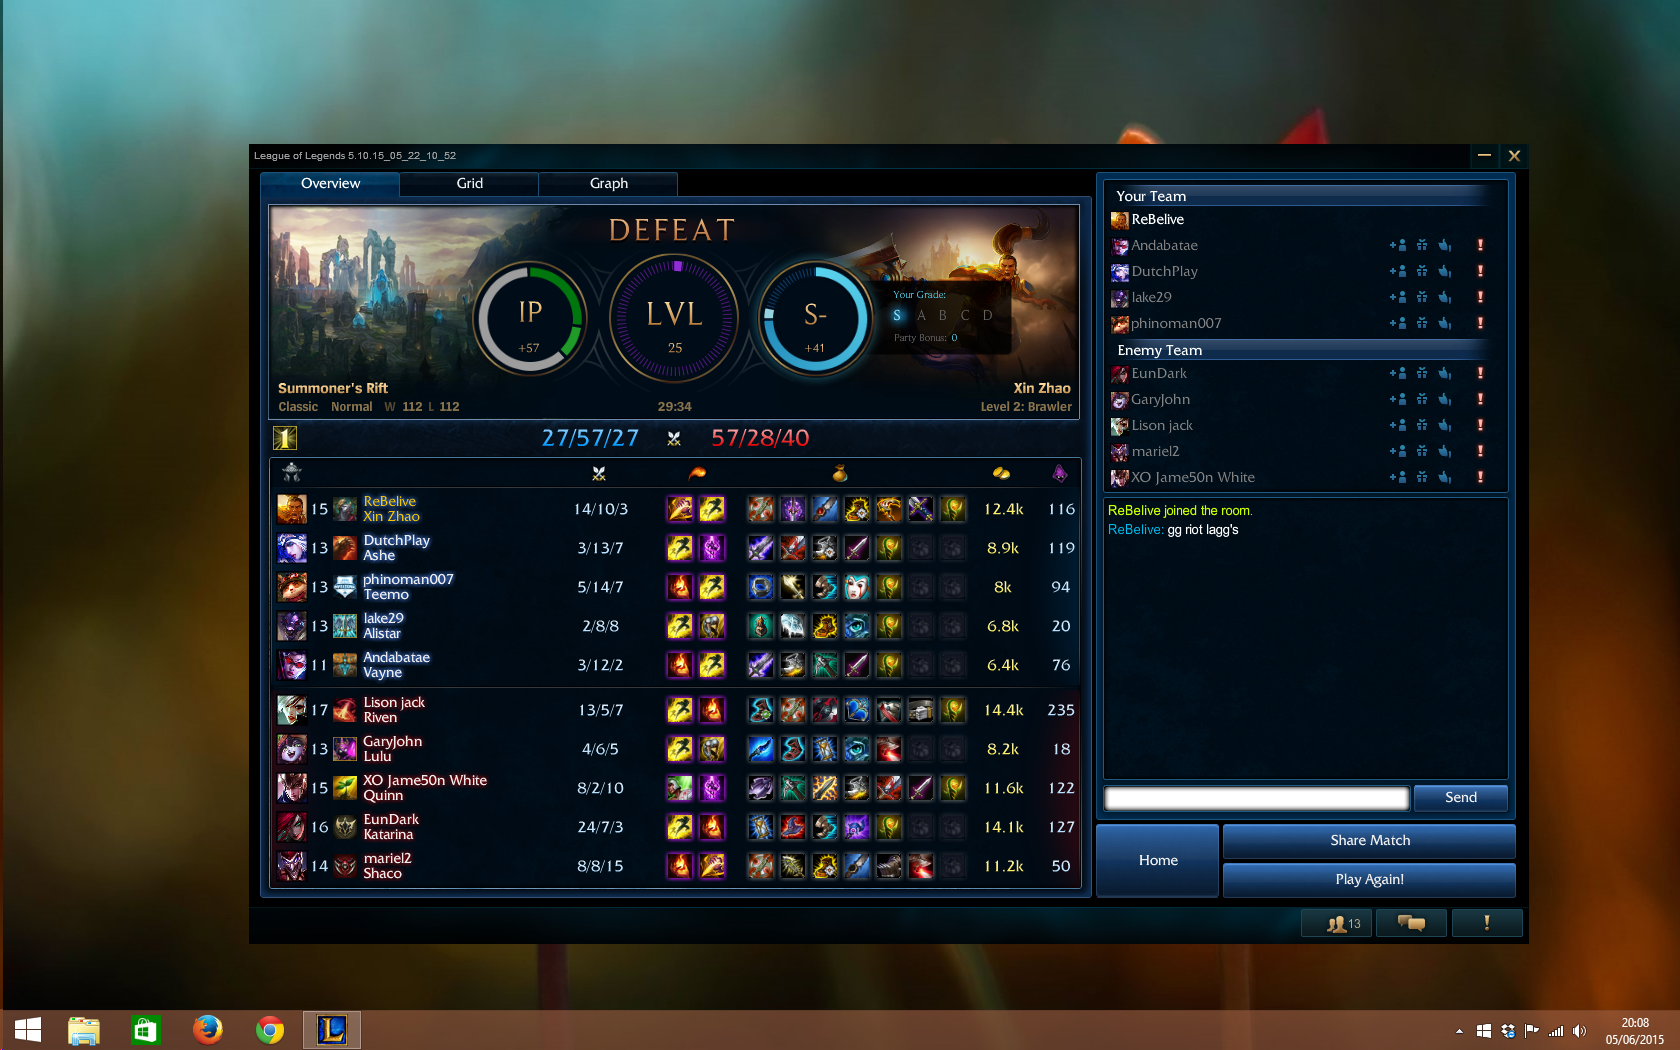 League of Legends 5.10.15_05_22_10_52
Overview Grid Graph
DEFEAT
IP
+57
LVL
25
S-
+41
Your Grade:
S A B C D
Party Bonus: 0
Summoner's Rift
Classic Normal W 112 L 112
29:34
Xin Zhao
Level 2: Brawler
1
27/57/27 57/28/40
15 ReBelive 14/10/3 12.4k 116
Xin Zhao
13 DutchPlay 3/13/7 8.9k 119
Ashe
13 phinoman007 5/14/7 8k 94
Teemo
13 lake29 2/8/8 6.8k 20
Alistar
11 Andabatae 3/12/2 6.4k 76
Vayne
17 Lison jack 13/5/7 14.4k 235
Riven
13 GaryJohn 4/6/5 8.2k 18
Lulu
15 XO Jame50n White 8/2/10 11.6k 122
Quinn
16 EunDark 24/7/3 14.1k 127
Katarina
14 mariel2 8/8/15 11.2k 50
Shaco
Your Team
ReBelive
Andabatae
DutchPlay
lake29
phinoman007
Enemy Team
EunDark
GaryJohn
Lison jack
mariel2
XO Jame50n White
ReBelive joined the room.
ReBelive: gg riot lagg's
Send
Home
Share Match
Play Again!
13
20:08
05/06/2015